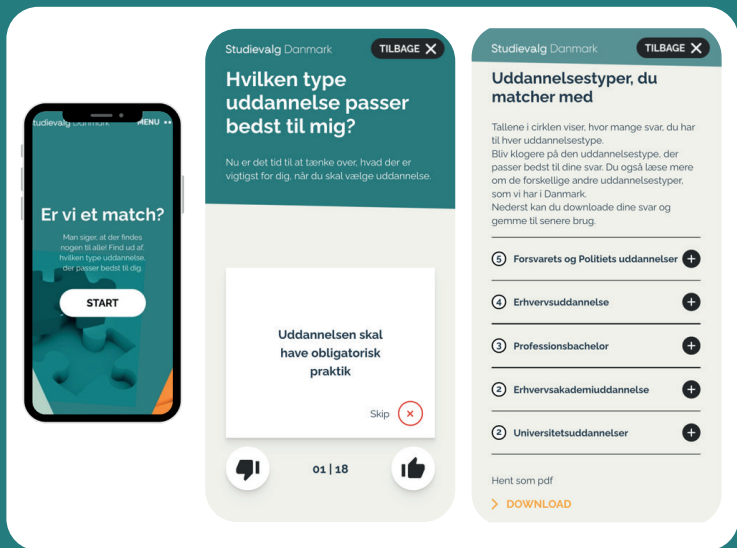 tudievalg Danmark MENU
Er vi et match?
Man siger, at der findes
nogen til alle! Find ud af,
hvilken type uddannelse,
der passer bedst til dig.
START
Studievalg Danmark TILBAGE
Hvilken type
uddannelse passer
bedst til mig?
Nu er det tid til at tænke over, hvad der er
vigtigst for dig, når du skal vælge uddannelse.
Uddannelsen skal
have obligatorisk
praktik
Skip
01 | 18
Studievalg Danmark TILBAGE
Uddannelsestyper, du
matcher med
Tallene i cirklen viser, hvor mange svar, du har
til hver uddannelsestype.
Bliv klogere på den uddannelsestype, der
passer bedst til dine svar. Du også læse mere
om de forskellige andre uddannelsestyper,
som vi har i Danmark.
Nederst kan du downloade dine svar og
gemme til senere brug.
5 Forsvarets og Politiets uddannelser
4 Erhvervsuddannelse
3 Professionsbachelor
2 Erhvervsakademiuddannelse
2 Universitetsuddannelser
Hent som pdf
DOWNLOAD